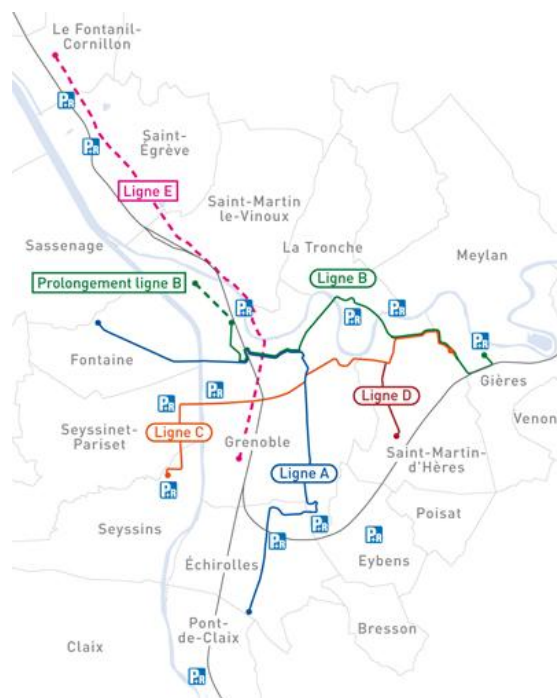 Le Fontanil-
Cornillon
P+R
P+R
Saint-
Égrève
Ligne E
Saint-Martin
le-Vinoux
Sassenage
La Tronche
Meylan
Ligne B
Prolongement ligne B
P+R
P+R
P+R
P+R
Fontaine
Gières
P+R
P+R
Ligne D
Venon
Seyssinet-
Pariset
Ligne C
Grenoble
Saint-Martin-
d'Hères
Ligne A
P+R
Poisat
Seyssins
P+R
P+R
P+R
Eybens
Échirolles
Pont-
de-Claix
Bresson
Claix
P+R